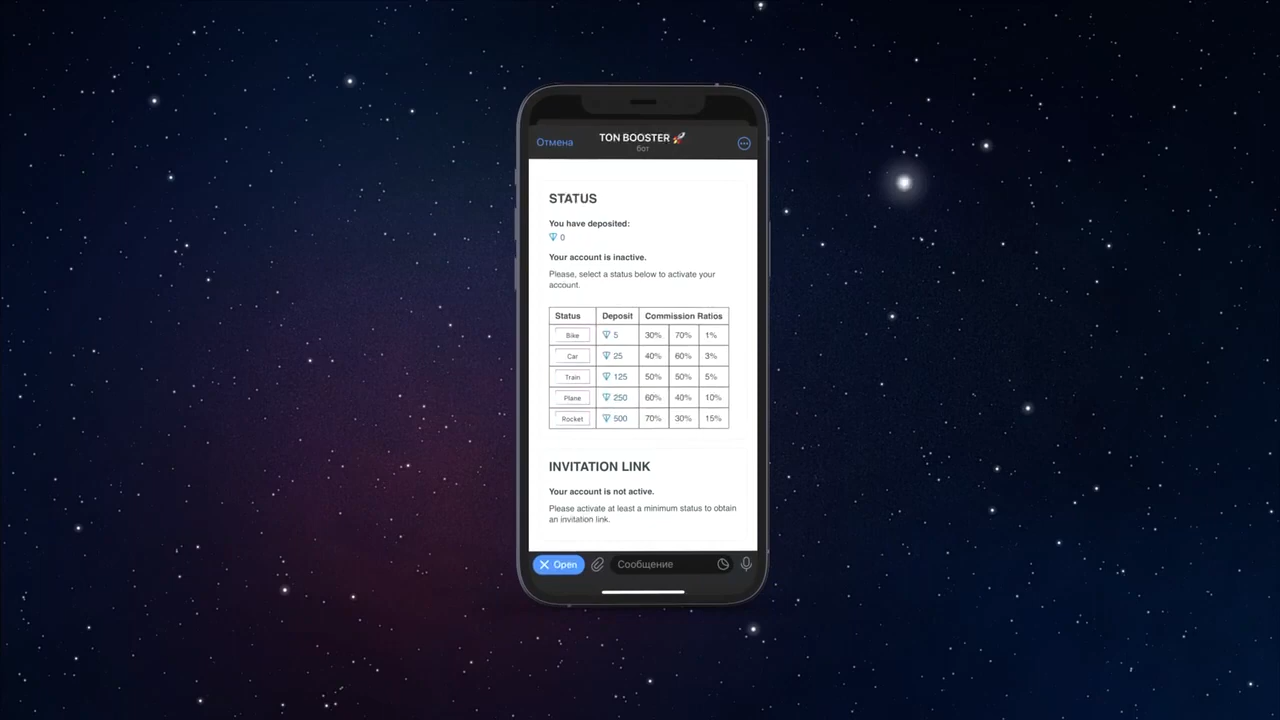 Отмена
TON BOOSTER 🚀
бот
STATUS
You have deposited:
0
Your account is inactive.
Please, select a status below to activate your
account.
Status Deposit Commission Ratios
Bike 5 30% 70% 1%
Car 25 40% 60% 3%
Train 125 50% 50% 5%
Plane 250 60% 40% 10%
Rocket 500 70% 30% 15%
INVITATION LINK
Your account is not active.
Please activate at least a minimum status to obtain
an invitation link.
Open
Сообщение